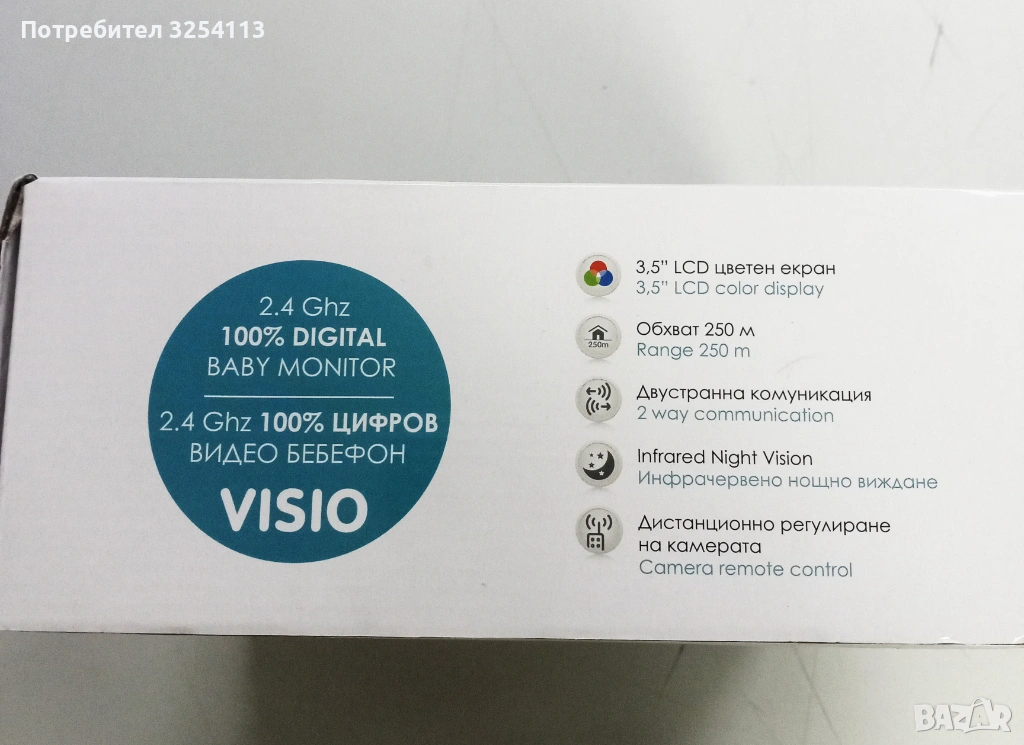 Потребител 3254113
2.4 Ghz
100% DIGITAL
BABY MONITOR
2.4 Ghz 100% ЦИФРОВ
ВИДЕО БЕБЕФОН
VISIO
3,5” LCD цветен екран
3,5” LCD color display
250m
Обхват 250 м
Range 250 m
Двустранна комуникация
2 way communication
Infrared Night Vision
Инфрачервено нощно виждане
Дистанционно регулиране
на камерата
Camera remote control
BAZAR